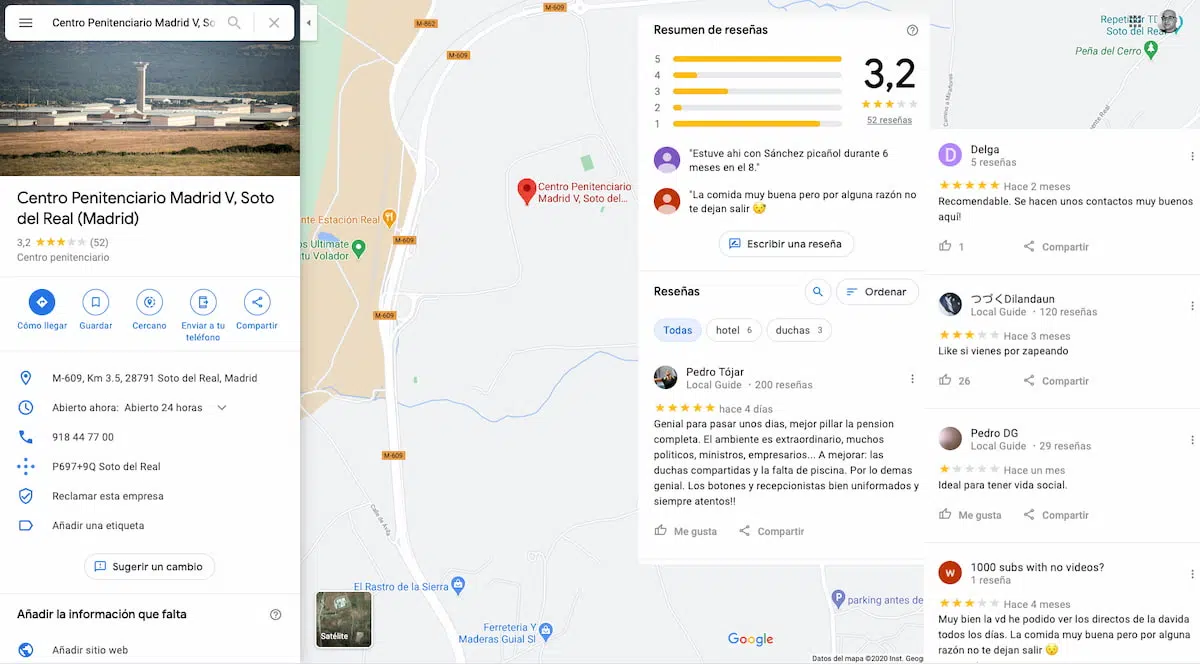 Centro Penitenciario Madrid V, So
Centro Penitenciario Madrid V, Soto
del Real (Madrid)
3,2 (52)
Centro penitenciario
Cómo llegar
Guardar
Cercano
Enviar a tu
teléfono
Compartir
M-609, Km 3.5, 28791 Soto del Real, Madrid
Abierto ahora: Abierto 24 horas
918 44 77 00
P697+9Q Soto del Real
Reclamar esta empresa
Añadir una etiqueta
Sugerir un cambio
Añadir la información que falta
Añadir sitio web
M-862
M-609
M-609
Centro Penitenciario
Madrid V, Soto del...
nte Estación Real
M-609
os Ultimate
tu Volador
M-609
M-609
Calle de Ávila
El Rastro de la Sierra
Ferretería Y
Maderas Guial Sl
Satélite
parking antes de
Google
Datos del mapa ©2020 Inst. Geog
Soto del Real
Peña del Cerro
Camino a Miraflores
Resumen de reseñas
5
4
3
2
1
3,2
52 reseñas
"Estuve ahi con Sánchez picañol durante 6
meses en el 8."
"La comida muy buena pero por alguna razón no
te dejan salir 😔"
Escribir una reseña
Reseñas
Ordenar
Todas
hotel 6
duchas 3
Pedro Tójar
Local Guide · 200 reseñas
hace 4 días
Genial para pasar unos dias, mejor pillar la pension
completa. El ambiente es extraordinario, muchos
politicos, ministros, empresarios... A mejorar: las
duchas compartidas y la falta de piscina. Por lo demas
genial. Los botones y recepcionistas bien uniformados y
siempre atentos!!
Me gusta
Compartir
D
Delga
5 reseñas
Hace 2 meses
Recomendable. Se hacen unos contactos muy buenos
aquí!
1
Compartir
つづくDilandaun
Local Guide · 120 reseñas
Hace 3 meses
Like si vienes por zapeando
26
Compartir
Pedro DG
Local Guide · 29 reseñas
Hace un mes
Ideal para tener vida social.
Me gusta
Compartir
w
1000 subs with no videos?
1 reseña
Hace 4 meses
Muy bien la vd he podido ver los directos de la davida
todos los días. La comida muy buena pero por alguna
razón no te dejan salir 😔